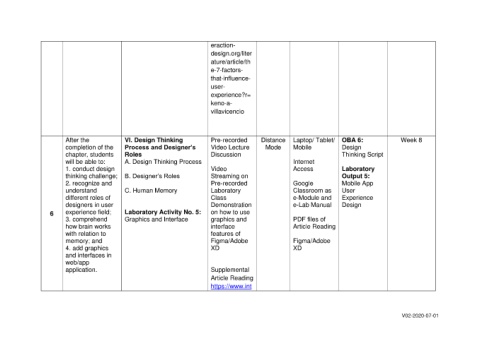 eraction-
design.org/liter
ature/article/th
e-7-factors-
that-influence-
user-
experience?r=
keno-a-
villavicencio
6
After the
completion of the
chapter, students
will be able to:
1. conduct design
thinking challenge;
2. recognize and
understand
different roles of
designers in user
experience field;
3. comprehend
how brain works
with relation to
memory; and
4. add graphics
and interfaces in
web/app
application.
VI. Design Thinking
Process and Designer's
Roles
A. Design Thinking Process
B. Designer's Roles
C. Human Memory
Laboratory Activity No. 5:
Graphics and Interface
Pre-recorded
Video Lecture
Discussion
Video
Streaming on
Pre-recorded
Laboratory
Class
Demonstration
on how to use
graphics and
interface
features of
Figma/Adobe
XD
Supplemental
Article Reading
https://www.int
Distance
Mode
Laptop/ Tablet/
Mobile
Internet
Access
Google
Classroom as
e-Module and
e-Lab Manual
PDF files of
Article Reading
Figma/Adobe
XD
OBA 6:
Design
Thinking Script
Laboratory
Output 5:
Mobile App
User
Experience
Design
Week 8
V02-2020-07-01